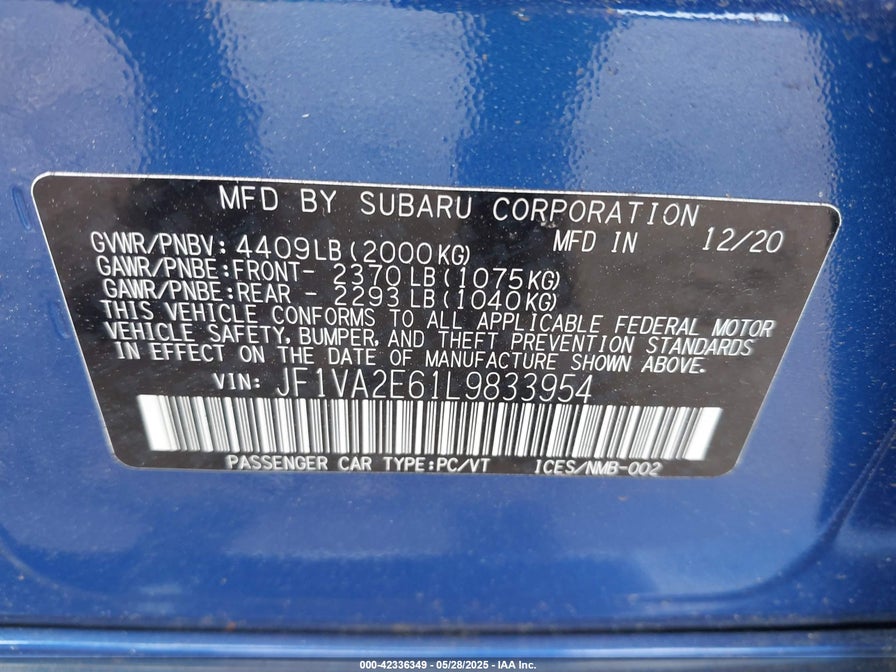 MFD BY SUBARU CORPORATION
GVWR/PNBV: 4409LB(2000KG) MFD IN 12/20
GAWR/PNBE:FRONT- 2370LB(1075KG)
GAWR/PNBE:REAR - 2293LB(1040KG)
THIS VEHICLE CONFORMS TO ALL APPLICABLE FEDERAL MOTOR
VEHICLE SAFETY, BUMPER, AND THEFT PREVENTION STANDARDS
IN EFFECT ON THE DATE OF MANUFACTURE SHOWN ABOVE.
VIN: JF1VA2E61L9833954
PASSENGER CAR TYPE:PC/VT ICES/NMB-002
000-42336349 — 05/28/2025 — IAA Inc.